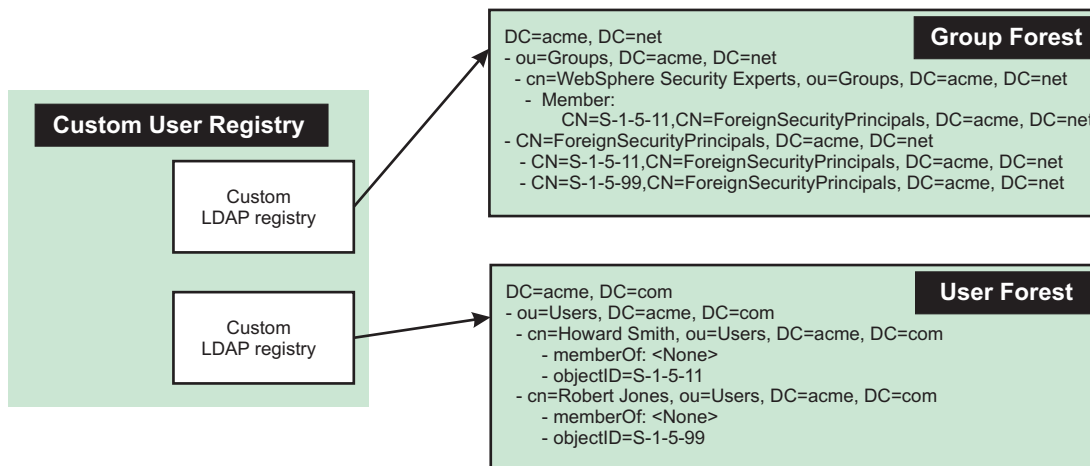 Custom User Registry
Custom
LDAP registry
Custom
LDAP registry
Group Forest
DC=acme, DC=net
- ou=Groups, DC=acme, DC=net
- cn=WebSphere Security Experts, ou=Groups, DC=acme, DC=net
- Member:
CN=S-1-5-11,CN=ForeignSecurityPrincipals, DC=acme, DC=net
- CN=ForeignSecurityPrincipals, DC=acme, DC=net
- CN=S-1-5-11,CN=ForeignSecurityPrincipals, DC=acme, DC=net
- CN=S-1-5-99,CN=ForeignSecurityPrincipals, DC=acme, DC=net
User Forest
DC=acme, DC=com
- ou=Users, DC=acme, DC=com
- cn=Howard Smith, ou=Users, DC=acme, DC=com
- memberOf: <None>
- objectID=S-1-5-11
- cn=Robert Jones, ou=Users, DC=acme, DC=com
- memberOf: <None>
- objectID=S-1-5-99